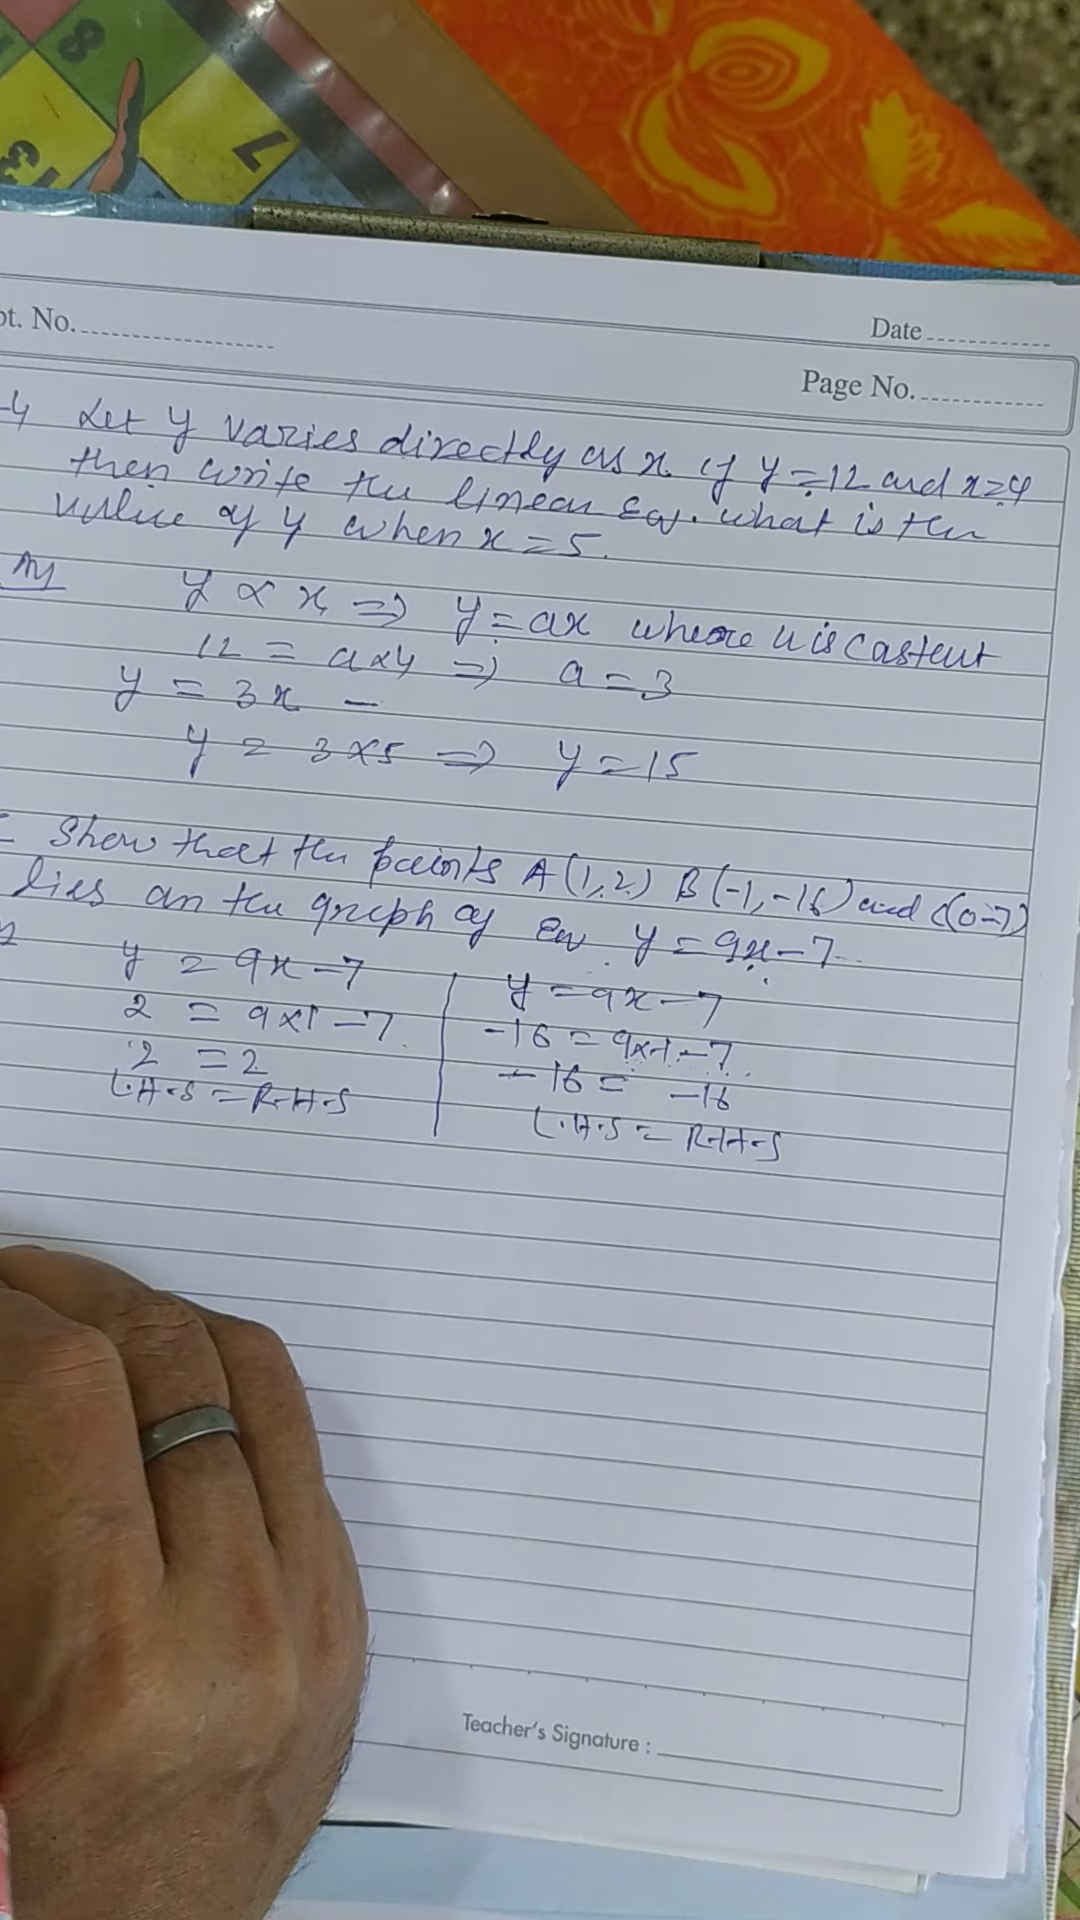 8
7
pt. No.
Date
Page No.
-4 Let y varies directly as x. if y = 12 and x = 4
then write the linear Eq. what is the
value of y when x = 5.
y ∝ x ⇒ y = ax where a is
12 = a×4 ⇒ a = 3
y = 3x –
y = 3×5 ⇒ y = 15
Show that the points A(1,2) B(-1,-16) and C(0-7)
lies on the graph of y = 9x-7
y = 9x-7
2 = 9×1-7
2 = 2
L.H.S = R.H.S
y = 9x-7
-16 = 9×-1-7
-16 = -16
L.H.S = R.H.S
Teacher's Signature :